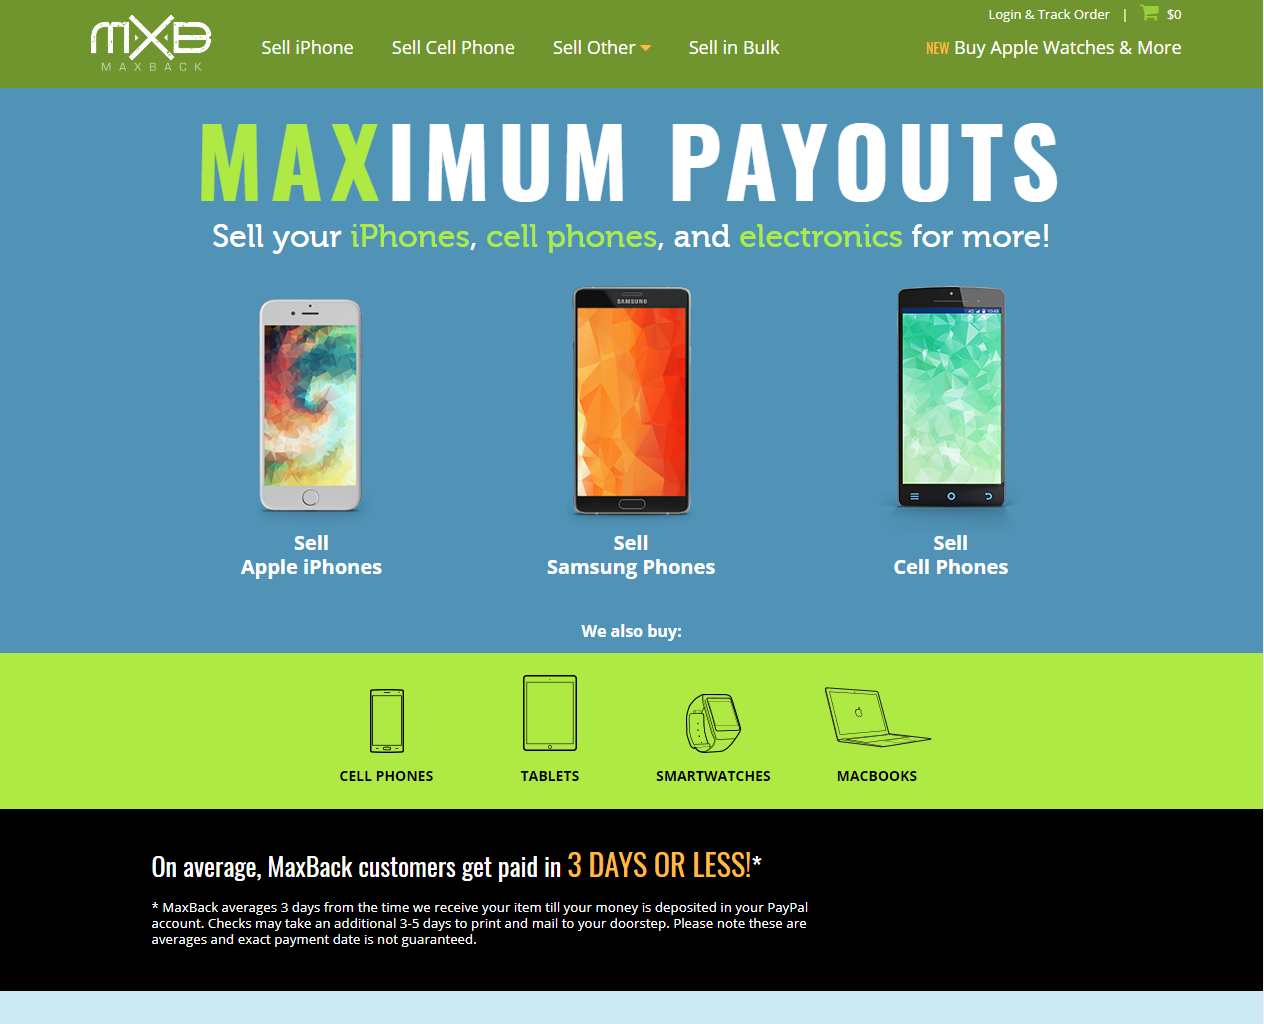 Login & Track Order | $0
MXB
MAXBACK
Sell iPhone Sell Cell Phone Sell Other Sell in Bulk NEW Buy Apple Watches & More
MAXIMUM PAYOUTS
Sell your iPhones, cell phones, and electronics for more!
SAMSUNG
4G 10:48
Sell
Apple iPhones
Sell
Samsung Phones
Sell
Cell Phones
We also buy:
CELL PHONES TABLETS SMARTWATCHES MACBOOKS
On average, MaxBack customers get paid in 3 DAYS OR LESS!*
* MaxBack averages 3 days from the time we receive your item till your money is deposited in your PayPal
account. Checks may take an additional 3-5 days to print and mail to your doorstep. Please note these are
averages and exact payment date is not guaranteed.